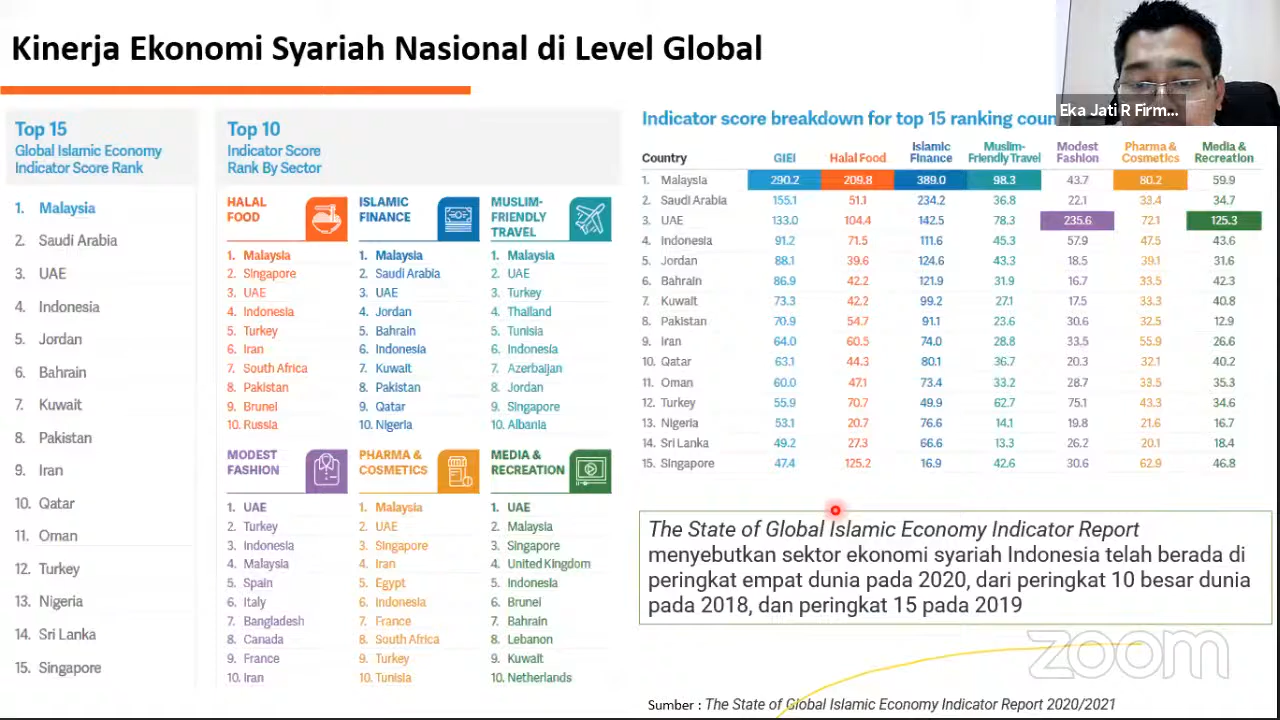 Kinerja Ekonomi Syariah Nasional di Level Global
Eka Jati R Firm...
Top 15
Global Islamic Economy
Indicator Score Rank
1. Malaysia
2. Saudi Arabia
3. UAE
4. Indonesia
5. Jordan
6. Bahrain
7. Kuwait
8. Pakistan
9. Iran
10. Qatar
11. Oman
12. Turkey
13. Nigeria
14. Sri Lanka
15. Singapore
Top 10
Indicator Score
Rank By Sector
HALAL
FOOD
1. Malaysia
2. Singapore
3. UAE
4. Indonesia
5. Turkey
6. Iran
7. South Africa
8. Pakistan
9. Brunei
10. Russia
ISLAMIC
FINANCE
1. Malaysia
2. Saudi Arabia
3. UAE
4. Jordan
5. Bahrain
6. Indonesia
7. Kuwait
8. Pakistan
9. Qatar
10. Nigeria
MUSLIM-
FRIENDLY
TRAVEL
1. Malaysia
2. UAE
3. Turkey
4. Thailand
5. Tunisia
6. Indonesia
7. Azerbaijan
8. Jordan
9. Singapore
10. Albania
MODEST
FASHION
1. UAE
2. Turkey
3. Indonesia
4. Malaysia
5. Spain
6. Italy
7. Bangladesh
8. Canada
9. France
10. Iran
PHARMA &
COSMETICS
1. Malaysia
2. UAE
3. Singapore
4. Iran
5. Egypt
6. Indonesia
7. France
8. South Africa
9. Turkey
10. Tunisia
MEDIA &
RECREATION
1. UAE
2. Malaysia
3. Singapore
4. United Kingdom
5. Indonesia
6. Brunei
7. Bahrain
8. Lebanon
9. Kuwait
10. Netherlands
Indicator score breakdown for top 15 ranking coun
Country GIEI Halal Food Islamic Finance Muslim-Friendly Travel Modest Fashion Pharma & Cosmetics Media & Recreation
1. Malaysia 290.2 209.8 389.0 98.3 43.7 80.2 59.9
2. Saudi Arabia 155.1 51.1 234.2 36.8 22.1 33.4 34.7
3. UAE 133.0 104.4 142.5 78.3 235.6 72.1 125.3
4. Indonesia 91.2 71.5 111.6 45.3 57.9 47.5 43.6
5. Jordan 88.1 39.6 124.6 43.3 18.5 39.1 31.6
6. Bahrain 86.9 42.2 121.9 31.9 16.7 33.5 42.3
7. Kuwait 73.3 42.2 99.2 27.1 17.5 33.3 40.8
8. Pakistan 70.9 54.7 91.1 23.6 30.6 32.5 12.9
9. Iran 64.0 60.5 74.0 28.8 33.5 55.9 26.6
10. Qatar 63.1 44.3 80.1 36.7 20.3 32.1 40.2
11. Oman 60.0 47.1 73.4 33.2 28.7 33.5 35.3
12. Turkey 55.9 70.7 49.9 62.7 75.1 43.3 34.6
13. Nigeria 53.1 20.7 76.6 14.1 19.8 21.6 16.7
14. Sri Lanka 49.2 27.3 66.6 13.3 26.2 20.1 18.4
15. Singapore 47.4 125.2 16.9 42.6 30.6 62.9 46.8
The State of Global Islamic Economy Indicator Report
menyebutkan sektor ekonomi syariah Indonesia telah berada di
peringkat empat dunia pada 2020, dari peringkat 10 besar dunia
pada 2018, dan peringkat 15 pada 2019
zoom
Sumber : The State of Global Islamic Economy Indicator Report 2020/2021